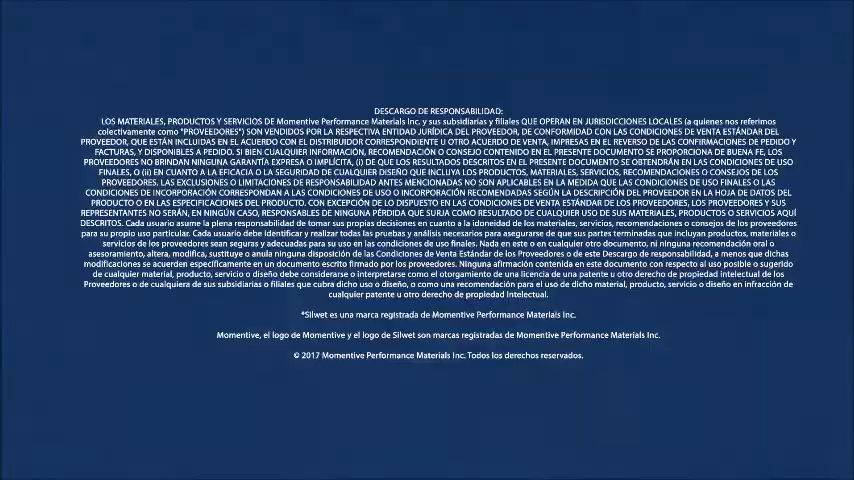 DESCARGO DE RESPONSABILIDAD:
LOS MATERIALES, PRODUCTOS Y SERVICIOS DE Momentive Performance Materials Inc. y sus subsidiarias y filiales QUE OPERAN EN JURISDICCIONES LOCALES (a quienes nos referimos
colectivamente como "PROVEEDORES") SON VENDIDOS POR LA RESPECTIVA ENTIDAD JURÍDICA DEL PROVEEDOR, DE CONFORMIDAD CON LAS CONDICIONES DE VENTA ESTÁNDAR DEL
PROVEEDOR, QUE ESTÁN INCLUIDAS EN EL ACUERDO CON EL DISTRIBUIDOR CORRESPONDIENTE U OTRO ACUERDO DE VENTA, IMPRESAS EN EL REVERSO DE LAS CONFIRMACIONES DE PEDIDO Y
FACTURAS, Y DISPONIBLES A PEDIDO. SI BIEN CUALQUIER INFORMACIÓN, RECOMENDACIÓN O CONSEJO CONTENIDO EN EL PRESENTE DOCUMENTO SE PROPORCIONA DE BUENA FE, LOS
PROVEEDORES NO BRINDAN NINGUNA GARANTÍA EXPRESA O IMPLÍCITA, (i) DE QUE LOS RESULTADOS DESCRITOS EN EL PRESENTE DOCUMENTO SE OBTENDRÁN EN LAS CONDICIONES DE USO
FINALES, O (ii) EN CUANTO A LA EFICACIA O LA SEGURIDAD DE CUALQUIER DISEÑO QUE INCLUYA LOS PRODUCTOS, MATERIALES, SERVICIOS, RECOMENDACIONES O CONSEJOS DE LOS
PROVEEDORES. LAS EXCLUSIONES O LIMITACIONES DE RESPONSABILIDAD ANTES MENCIONADAS NO SON APLICABLES EN LA MEDIDA QUE LAS CONDICIONES DE USO FINALES O LAS
CONDICIONES DE INCORPORACIÓN CORRESPONDAN A LAS CONDICIONES DE USO O INCORPORACIÓN RECOMENDADAS SEGÚN LA DESCRIPCIÓN DEL PROVEEDOR EN LA HOJA DE DATOS DEL
PRODUCTO O EN LAS ESPECIFICACIONES DEL PRODUCTO. CON EXCEPCIÓN DE LO DISPUESTO EN LAS CONDICIONES DE VENTA ESTÁNDAR DE LOS PROVEEDORES, LOS PROVEEDORES Y SUS
REPRESENTANTES NO SERÁN, EN NINGÚN CASO, RESPONSABLES DE NINGUNA PÉRDIDA QUE SURJA COMO RESULTADO DE CUALQUIER USO DE SUS MATERIALES, PRODUCTOS O SERVICIOS AQUÍ
DESCRITOS. Cada usuario asume la plena responsabilidad de tomar sus propias decisiones en cuanto a la idoneidad de los materiales, servicios, recomendaciones o consejos de los proveedores
para su propio uso particular. Cada usuario debe identificar y realizar todas las pruebas y análisis necesarios para asegurarse de que sus partes terminadas que incluyan productos, materiales o
servicios de los proveedores sean seguras y adecuadas para su uso en las condiciones de uso finales. Nada en este o en cualquier otro documento, ni ninguna recomendación oral o
asesoramiento, altera, modifica, sustituye o anula ninguna disposición de las Condiciones de Venta Estándar de los Proveedores o de este Descargo de responsabilidad, a menos que dichas
modificaciones se acuerden específicamente en un documento escrito firmado por los proveedores. Ninguna afirmación contenida en este documento con respecto al uso posible o sugerido
de cualquier material, producto, servicio o diseño debe considerarse o interpretarse como el otorgamiento de una licencia de una patente u otro derecho de propiedad intelectual de los
Proveedores o de cualquiera de sus subsidiarias o filiales que cubra dicho uso o diseño, o como una recomendación para el uso de dicho material, producto, servicio o diseño en infracción de
cualquier patente u otro derecho de propiedad intelectual.
*Silwet es una marca registrada de Momentive Performance Materials Inc.
Momentive, el logo de Momentive y el logo de Silwet son marcas registradas de Momentive Performance Materials Inc.
© 2017 Momentive Performance Materials Inc. Todos los derechos reservados.